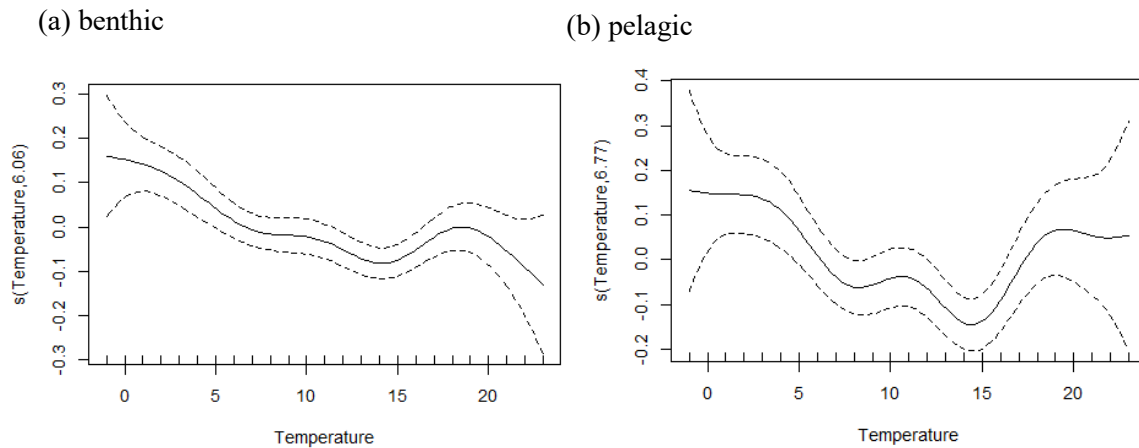 (a) benthic
(b) pelagic
s(Temperature,6.06)
0.3
0.2
0.1
0.0
-0.1
-0.2
-0.3
0 5 10 15 20
Temperature
s(Temperature,6.77)
0.4
0.3
0.2
0.1
0.0
-0.1
-0.2
0 5 10 15 20
Temperature